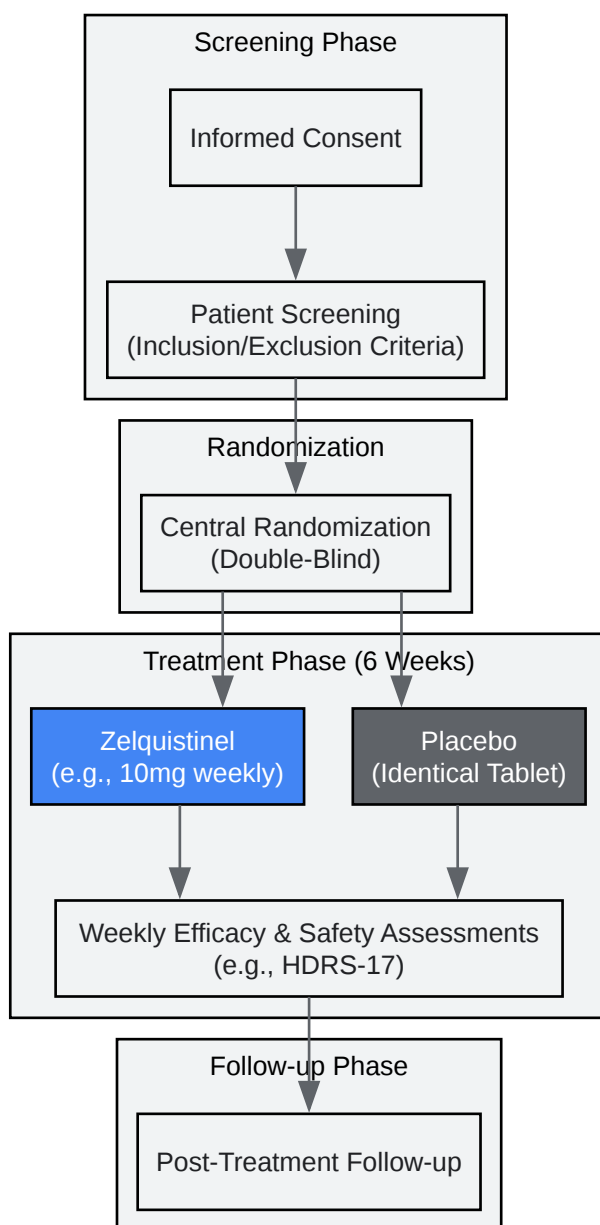 Screening Phase
Informed Consent
Patient Screening
(Inclusion/Exclusion Criteria)
Randomization
Central Randomization
(Double-Blind)
Treatment Phase (6 Weeks)
Zelquistinel
(e.g., 10mg weekly)
Placebo
(Identical Tablet)
Weekly Efficacy & Safety Assessments
(e.g., HDRS-17)
Follow-up Phase
Post-Treatment Follow-up